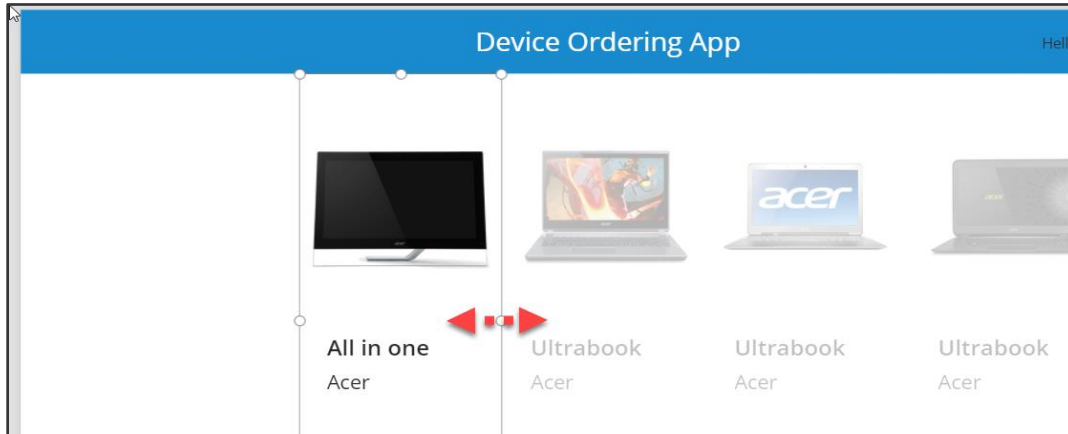 Device Ordering App
Hell
acer
All in one
Acer
Ultrabook
Acer
Ultrabook
Acer
Ultrabook
Acer